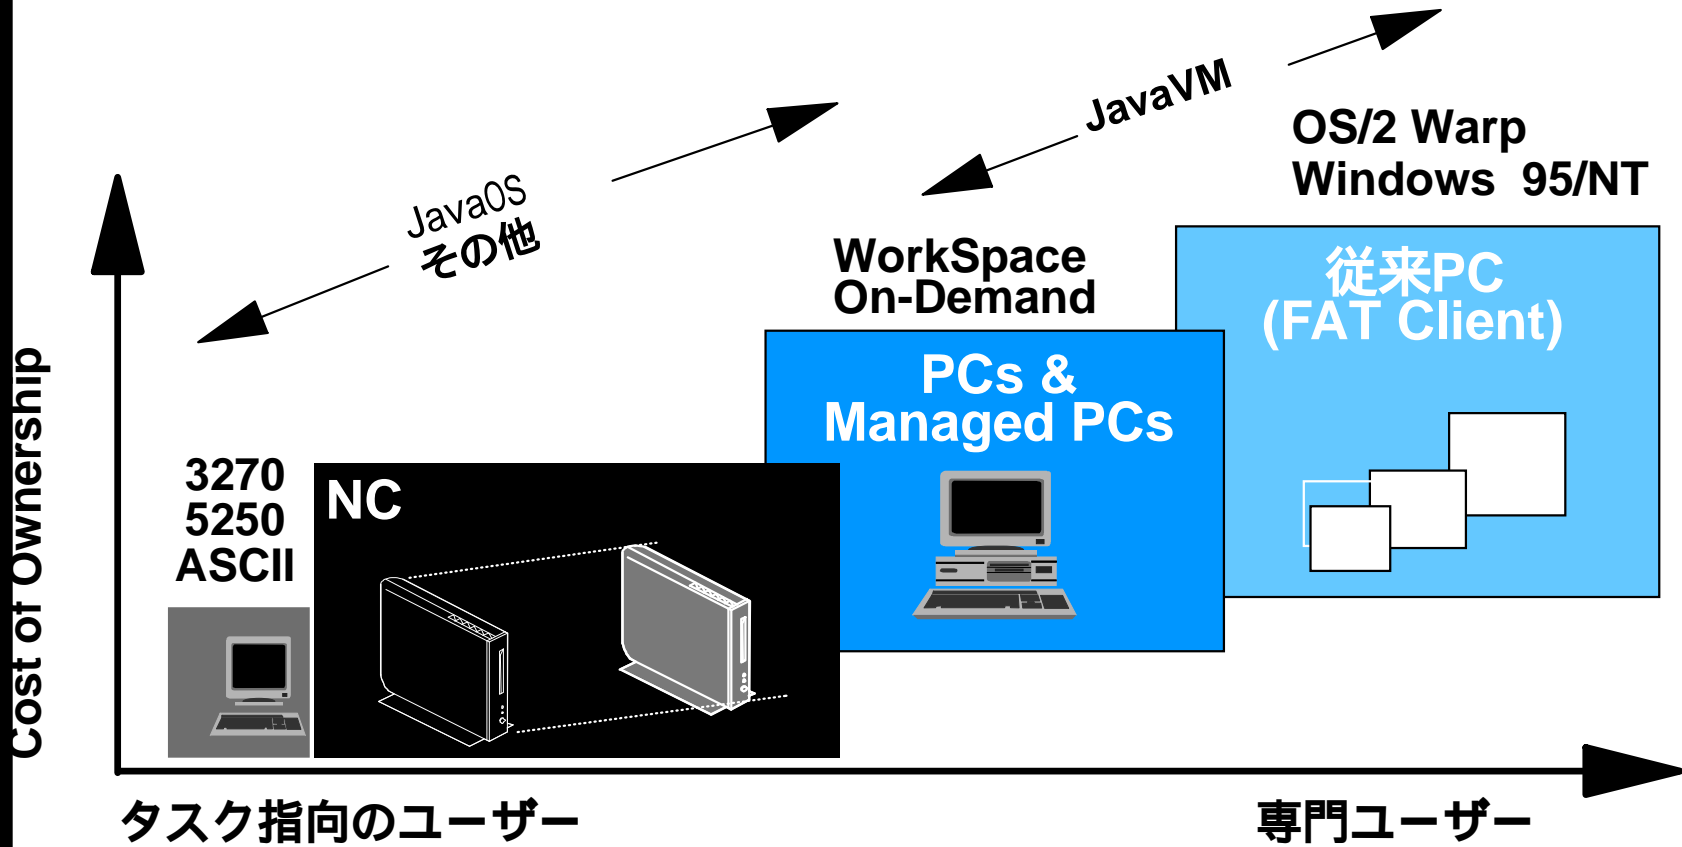 JavaVM
OS/2 Warp
Windows 95/NT
JavaOS
その他
WorkSpace
On-Demand
従来PC
(FAT Client)
PCs &
Managed PCs
3270
5250
ASCII
NC
Cost of Ownership
タスク指向のユーザー
専門ユーザー